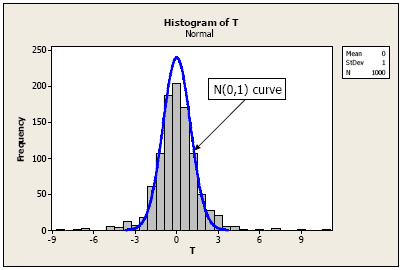 Histogram of T
Normal
Mean 0
StDev 1
N 1000
N(0,1) curve
Frequency
250
200
150
100
50
0
-9 -6 -3 0 3 6 9
T